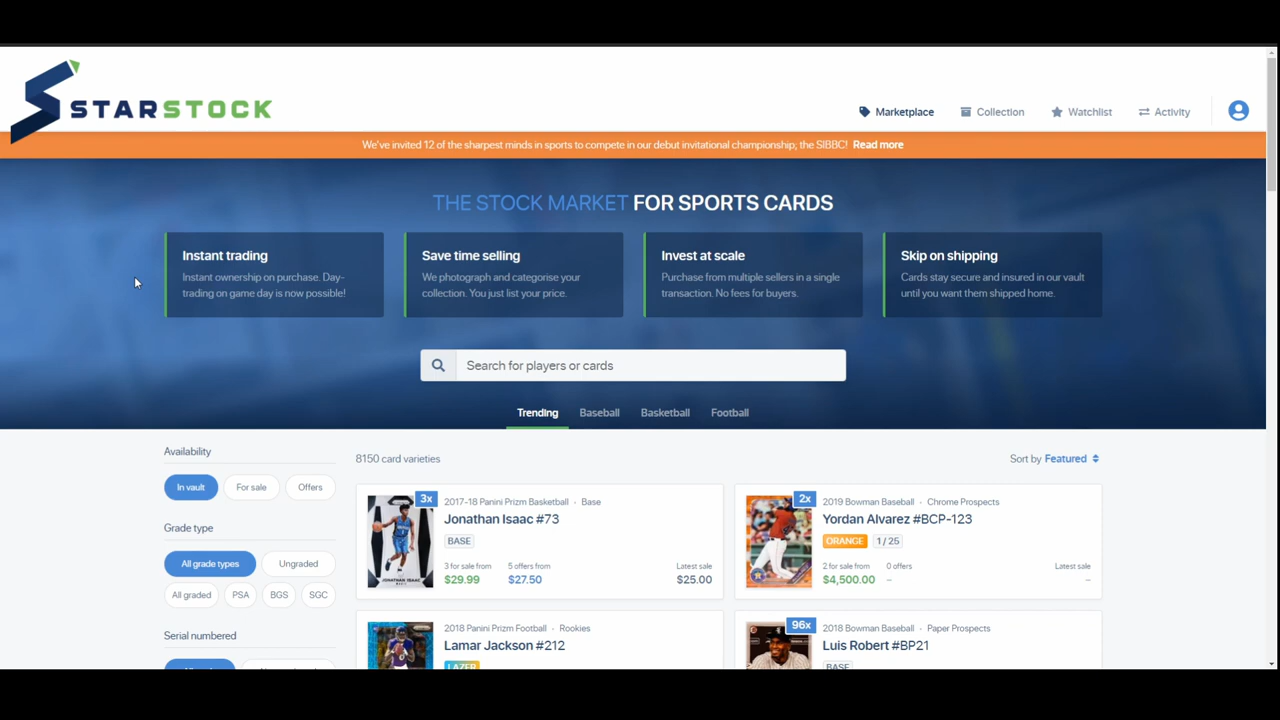 STARSTOCK
Marketplace
Collection
Watchlist
Activity
We've invited 12 of the sharpest minds in sports to compete in our debut invitational championship; the SIBBC! Read more
THE STOCK MARKET FOR SPORTS CARDS
Instant trading
Instant ownership on purchase. Day-
trading on game day is now possible!
Save time selling
We photograph and categorise your
collection. You just list your price.
Invest at scale
Purchase from multiple sellers in a single
transaction. No fees for buyers.
Skip on shipping
Cards stay secure and insured in our vault
until you want them shipped home.
Search for players or cards
Trending
Baseball
Basketball
Football
Availability
In vault
For sale
Offers
Grade type
All grade types
Ungraded
All graded
PSA
BGS
SGC
Serial numbered
8150 card varieties
Sort by Featured
3x
2017-18 Panini Prizm Basketball · Base
Jonathan Isaac #73
BASE
3 for sale from
5 offers from
Latest sale
$29.99
$27.50
$25.00
JONATHAN ISAAC
2x
2019 Bowman Baseball · Chrome Prospects
Yordan Alvarez #BCP-123
ORANGE
1 / 25
2 for sale from
0 offers
Latest sale
$4,500.00
–
–
2018 Panini Prizm Football · Rookies
Lamar Jackson #212
LAZER
96x
2018 Bowman Baseball · Paper Prospects
Luis Robert #BP21
BASE